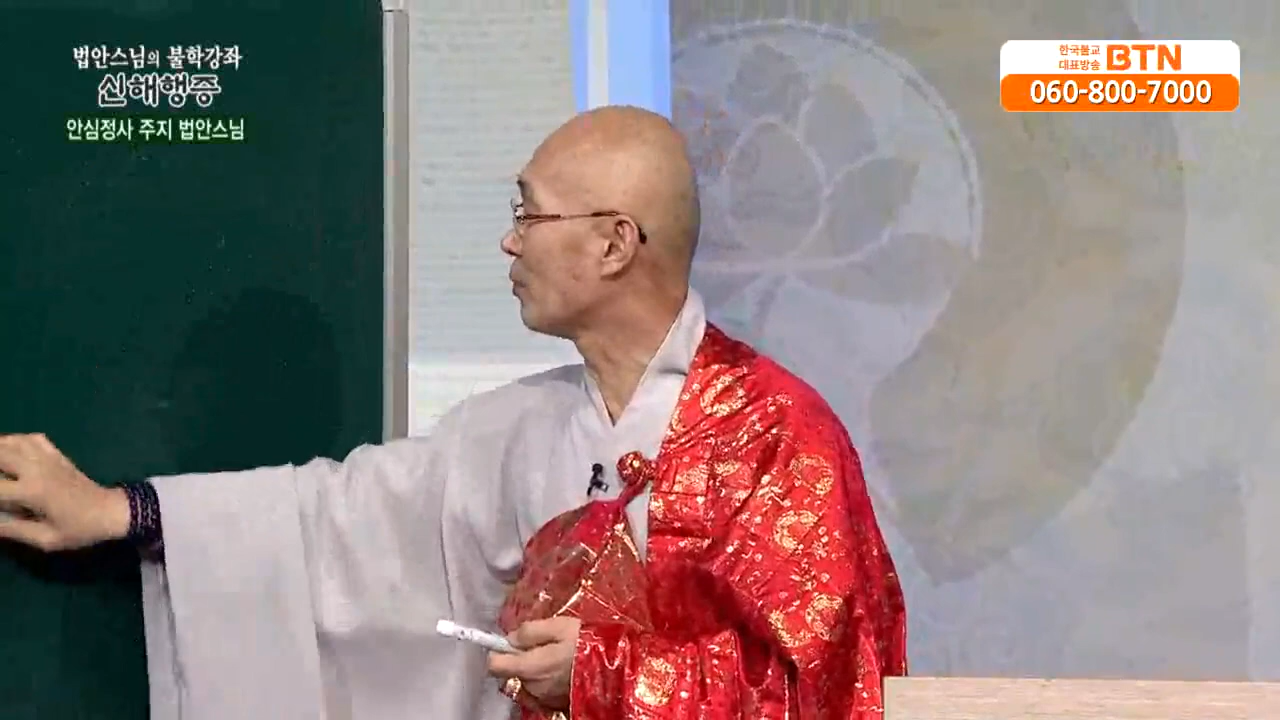 법안스님의 불학강좌
신해행증
안심정사 주지 법안스님
한국불교
대표방송
BTN
060-800-7000